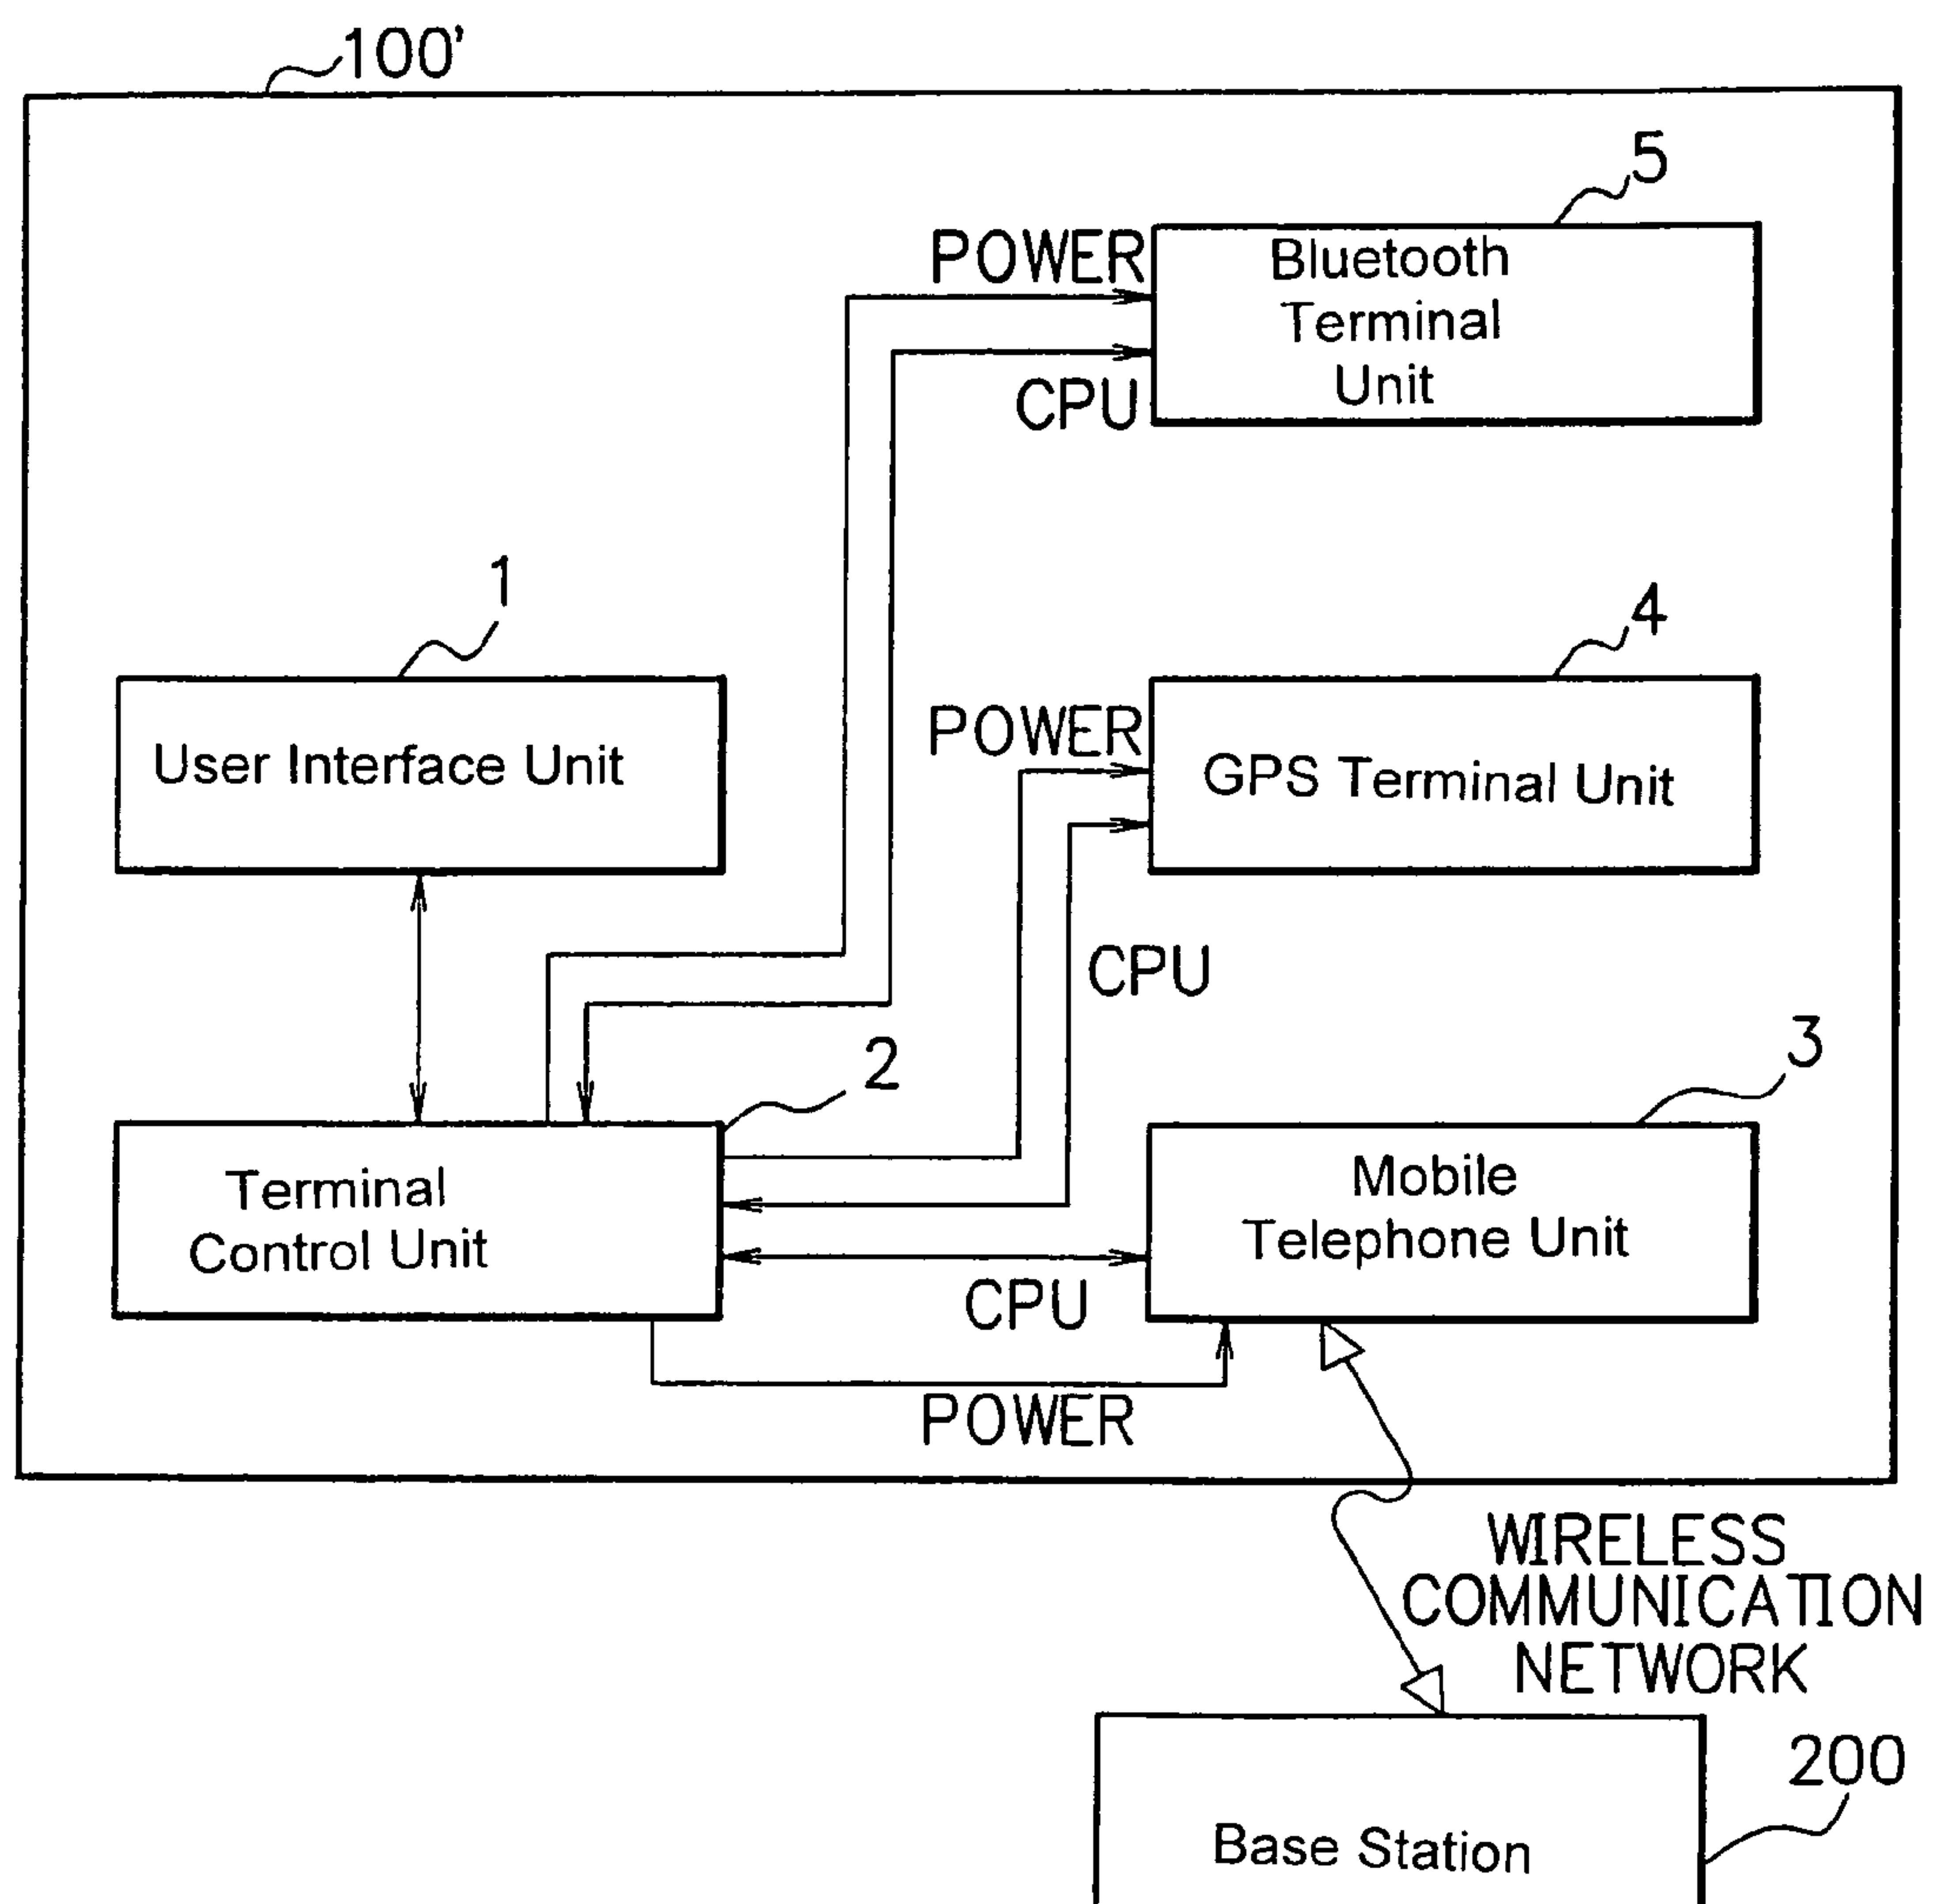 100'
5
POWER
Bluetooth
Terminal
Unit
CPU
1
4
User Interface Unit
POWER
GPS Terminal Unit
CPU
2
3
Terminal
Control Unit
Mobile
Telephone Unit
CPU
POWER
WIRELESS
COMMUNICATION
NETWORK
200
Base Station